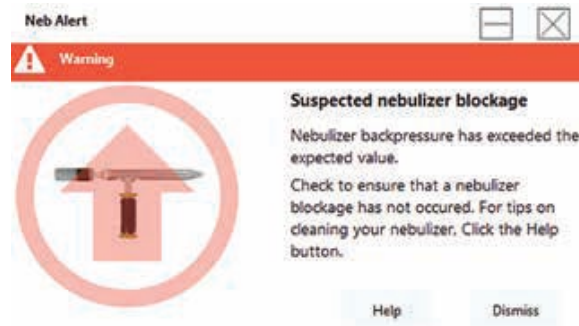 Neb Alert
Warning
Suspected nebulizer blockage
Nebulizer backpressure has exceeded the
expected value.
Check to ensure that a nebulizer
blockage has not occured. For tips on
cleaning your nebulizer. Click the Help
button.
Help Dismiss